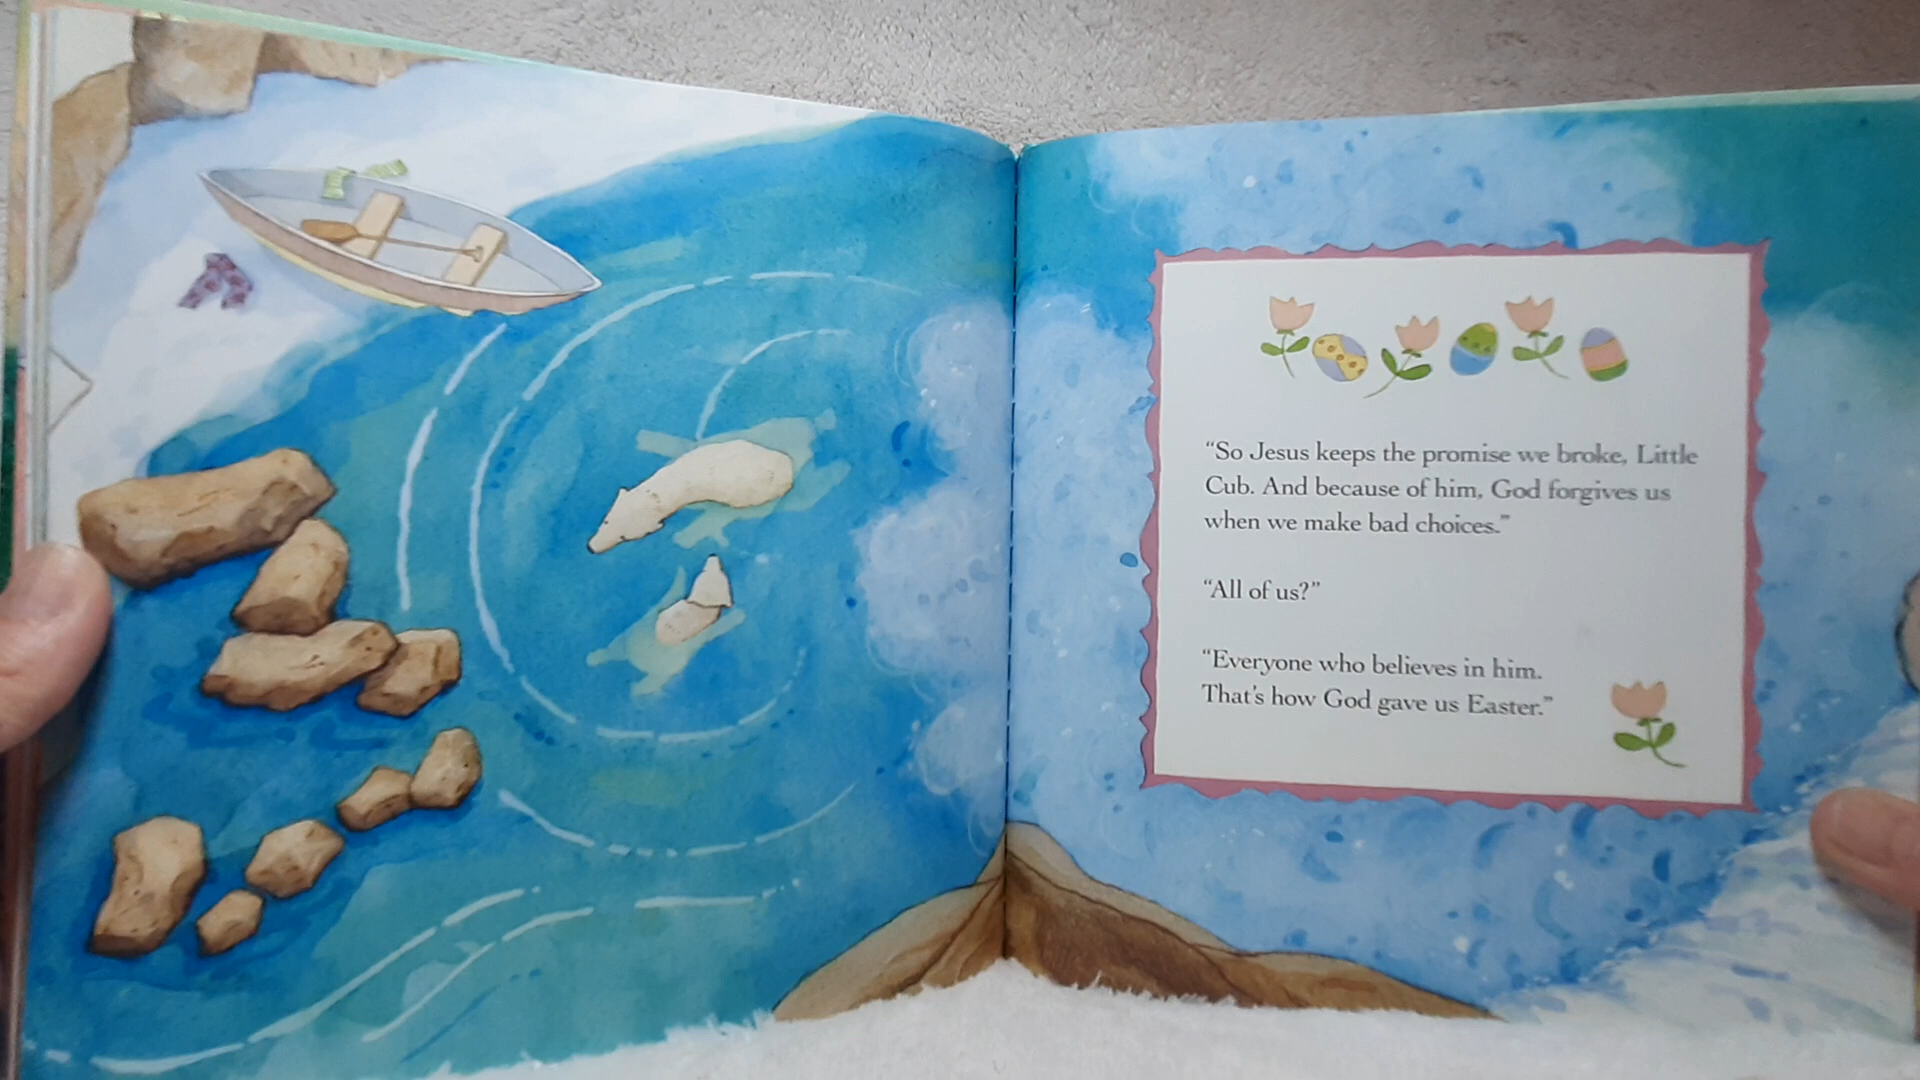 “So Jesus keeps the promise we broke, Little
Cub. And because of him, God forgives us
when we make bad choices.”
“All of us?”
“Everyone who believes in him.
That’s how God gave us Easter.”